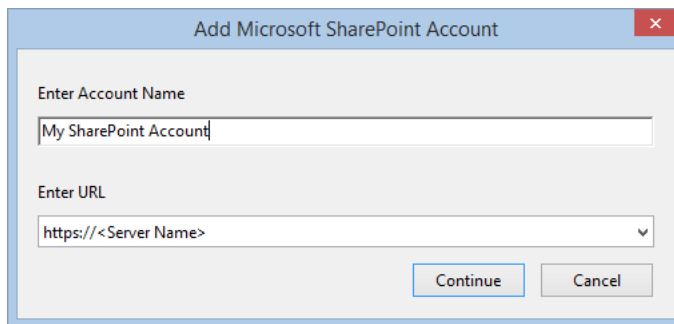 Add Microsoft SharePoint Account
Enter Account Name
My SharePoint Account
Enter URL
https://<Server Name>
Continue Cancel